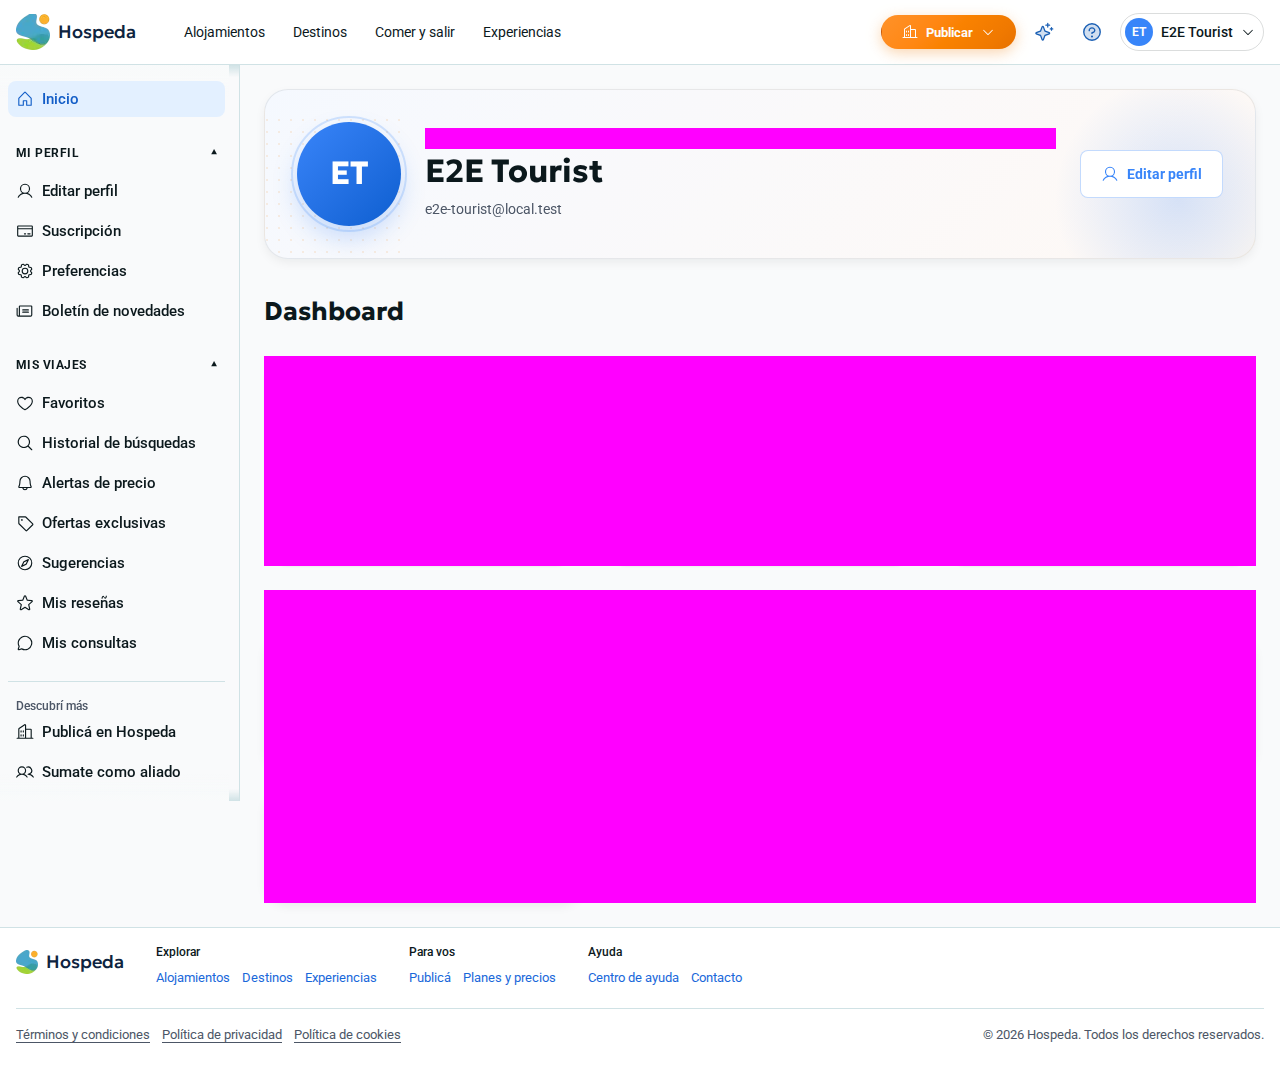 Hospeda
Alojamientos
Destinos
Comer y salir
Experiencias
Publicar
ET
E2E Tourist
Inicio
MI PERFIL
Editar perfil
Suscripción
Preferencias
Boletín de novedades
MIS VIAJES
Favoritos
Historial de búsquedas
Alertas de precio
Ofertas exclusivas
Sugerencias
Mis reseñas
Mis consultas
Descubrí más
Publicá en Hospeda
Sumate como aliado
ET
E2E Tourist
e2e-tourist@local.test
Editar perfil
Dashboard
Hospeda
Explorar
Alojamientos Destinos Experiencias
Para vos
Publicá Planes y precios
Ayuda
Centro de ayuda Contacto
Términos y condiciones Política de privacidad Política de cookies
© 2026 Hospeda. Todos los derechos reservados.